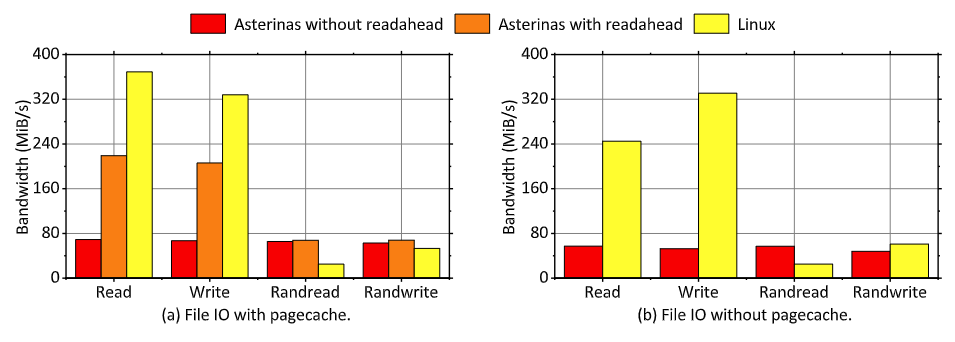 Asterinas without readahead Asterinas with readahead Linux
Bandwidth (MiB/s)
400
320
240
160
80
0
Read Write Randread Randwrite
(a) File IO with pagecache.
Bandwidth (MiB/s)
400
320
240
160
80
0
Read Write Randread Randwrite
(b) File IO without pagecache.